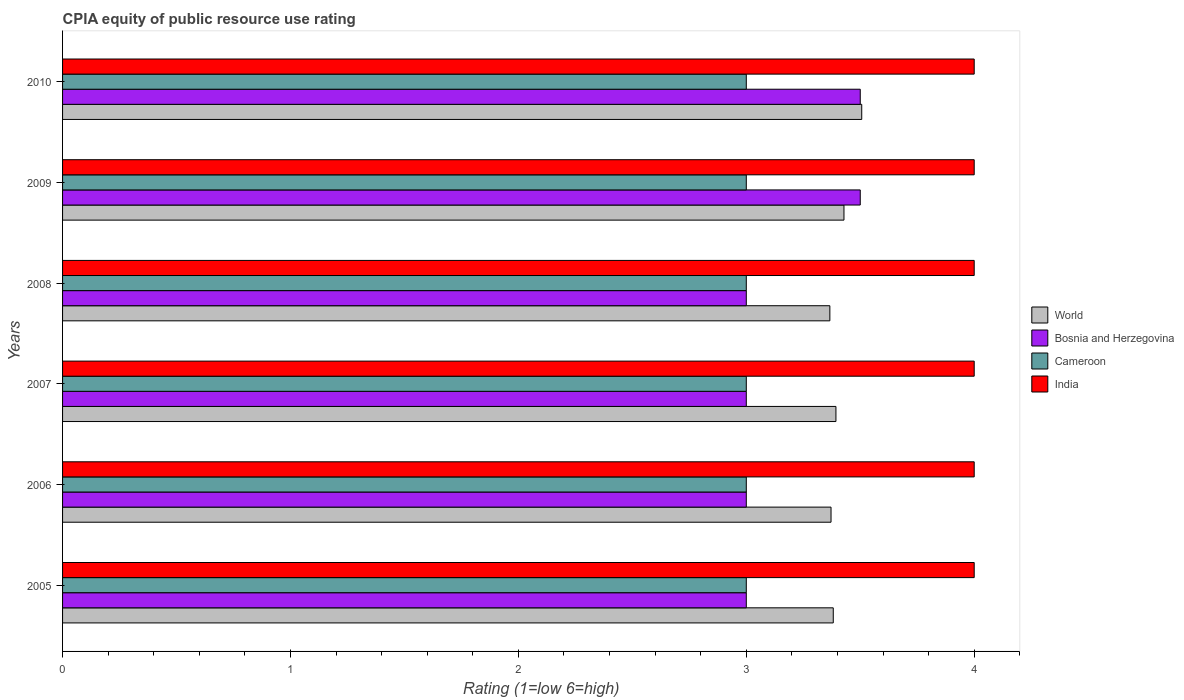 CPIA equity of public resource use rating
2010
2009
2008
2007
2006
2005
Years
0
1
2
3
4
Rating (1=low 6=high)
World
Bosnia and Herzegovina
Cameroon
India